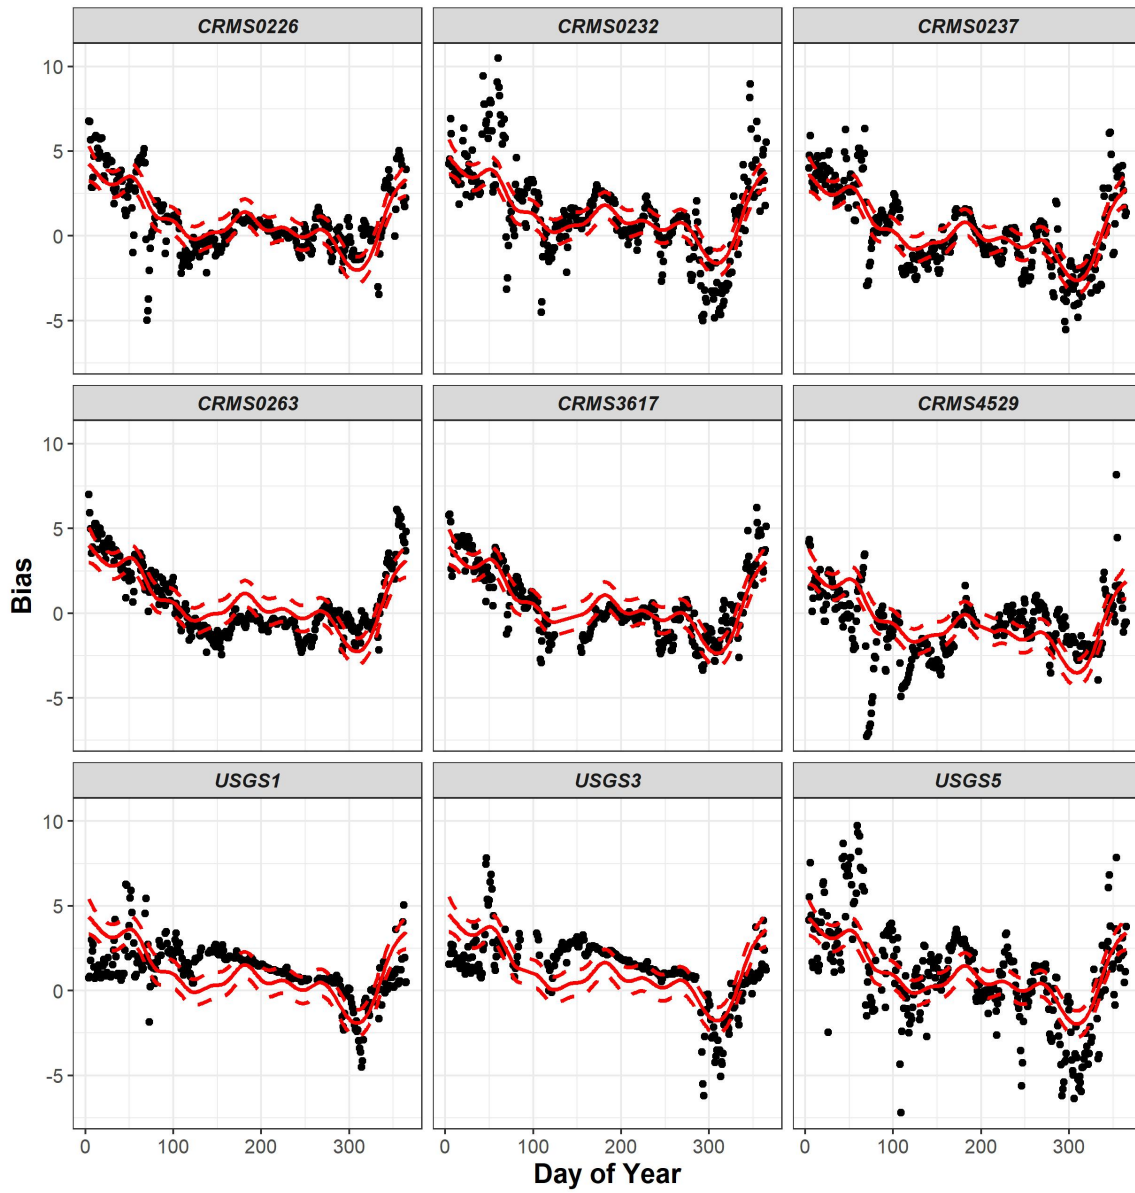 CRMS0226 CRMS0232 CRMS0237
10
5
0
-5
CRMS0263 CRMS3617 CRMS4529
10
5
0
-5
Bias
USGS1 USGS3 USGS5
10
5
0
-5
0 100 200 300 0 100 200 300 0 100 200 300
Day of Year